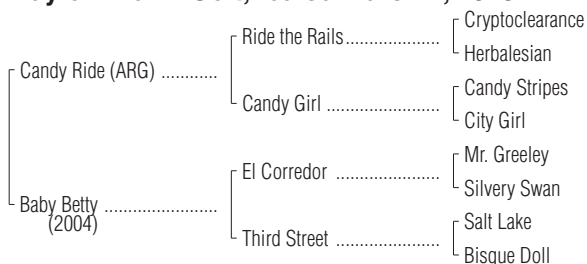 Cryptoclearance
Ride the Rails
Herbalesian
Candy Ride (ARG)
Candy Stripes
Candy Girl
City Girl
Mr. Greeley
El Corredor
Silvery Swan
Baby Betty
(2004)
Salt Lake
Third Street
Bisque Doll